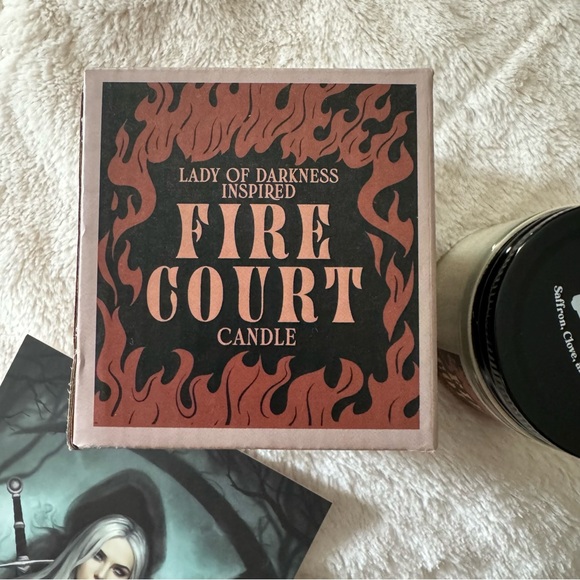 LADY OF DARKNESS
INSPIRED
FIRE
COURT
CANDLE
Saffron, Clove,